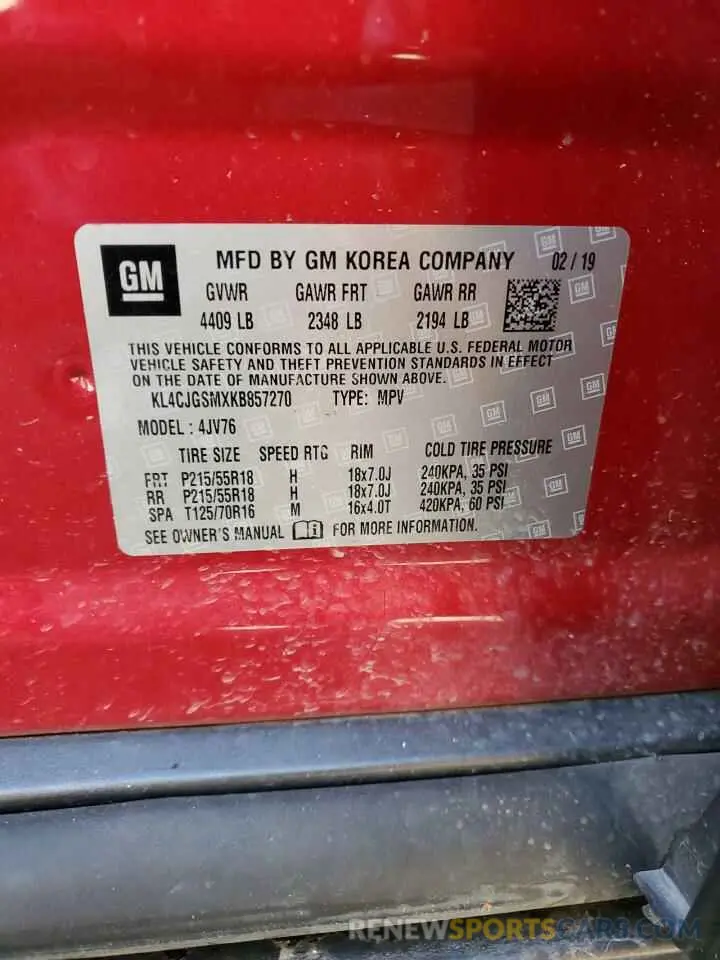 GM MFD BY GM KOREA COMPANY 02 / 19
GVWR GAWR FRT GAWR RR
4409 LB 2348 LB 2194 LB
THIS VEHICLE CONFORMS TO ALL APPLICABLE U.S. FEDERAL MOTOR
VEHICLE SAFETY AND THEFT PREVENTION STANDARDS IN EFFECT
ON THE DATE OF MANUFACTURE SHOWN ABOVE.
KL4CJGSMXKB957270 TYPE: MPV
MODEL : 4JV76
TIRE SIZE SPEED RTG RIM COLD TIRE PRESSURE
FRT P215/55R18 H 18x7.0J 240KPA, 35 PSI
RR P215/55R18 H 18x7.0J 240KPA, 35 PSI
SPA T125/70R16 M 16x4.0T 420KPA, 60 PSI
SEE OWNER'S MANUAL FOR MORE INFORMATION.
RENEWSPORTSCARS.COM